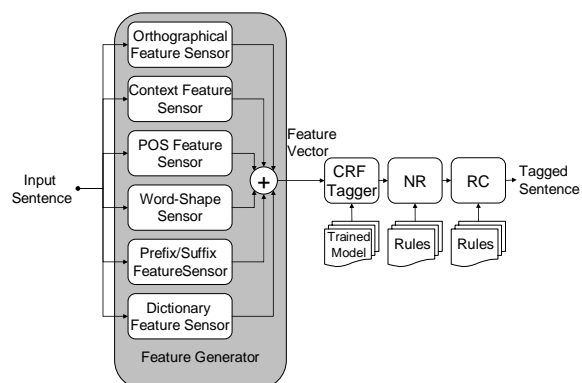 Orthographical
Feature Sensor
Context Feature
Sensor
POS Feature
Sensor
Word-Shape
Sensor
Prefix/Suffix
FeatureSensor
Dictionary
Feature Sensor
Feature Generator
Input
Sentence
+
Feature
Vector
CRF
Tagger
NR
RC
Tagged
Sentence
Trained
Model
Rules
Rules